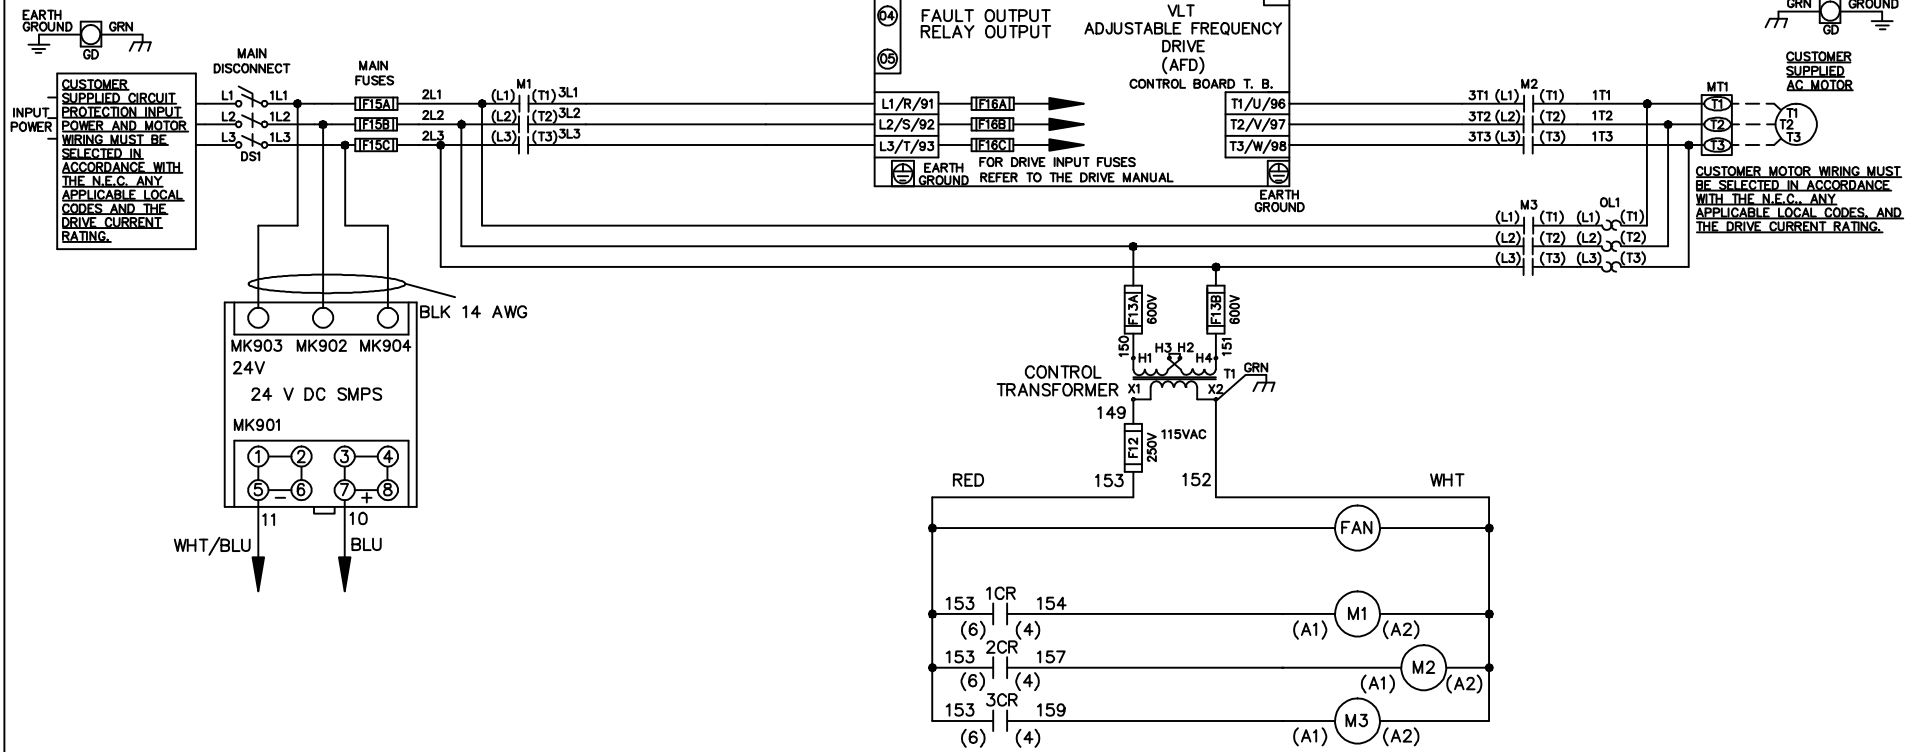 EARTH
GROUND
GRN
GD
04
FAULT OUTPUT
RELAY OUTPUT
05
VLT
ADJUSTABLE FREQUENCY
DRIVE
(AFD)
CONTROL BOARD T. B.
GRN
GROUND
GD
CUSTOMER
SUPPLIED
AC MOTOR
INPUT
POWER
CUSTOMER
SUPPLIED CIRCUIT
PROTECTION INPUT
POWER AND MOTOR
WIRING MUST BE
SELECTED IN
ACCORDANCE WITH
THE N.E.C. ANY
APPLICABLE LOCAL
CODES AND THE
DRIVE CURRENT
RATING.
MAIN
DISCONNECT
L1 1L1
L2 1L2
L3 1L3
DS1
MAIN
FUSES
F15A
F15B
F15C
2L1
2L2
2L3
M1
(L1) (T1) 3L1
(L2) (T2) 3L2
(L3) (T3) 3L3
L1/R/91
L2/S/92
L3/T/93
F16A
F16B
F16C
EARTH
GROUND
FOR DRIVE INPUT FUSES
REFER TO THE DRIVE MANUAL
T1/U/96
T2/V/97
T3/W/98
EARTH
GROUND
M2
3T1 (L1) (T1) 1T1
3T2 (L2) (T2) 1T2
3T3 (L3) (T3) 1T3
MT1
T1
T2
T3
T1
T2
T3
CUSTOMER MOTOR WIRING MUST
BE SELECTED IN ACCORDANCE
WITH THE N.E.C., ANY
APPLICABLE LOCAL CODES, AND
THE DRIVE CURRENT RATING.
M3 OL1
(L1) (T1) (L1) (T1)
(L2) (T2) (L2) (T2)
(L3) (T3) (L3) (T3)
BLK 14 AWG
MK903 MK902 MK904
24V
24 V DC SMPS
MK901
1 2 3 4
5 − 6 7 + 8
11 10
WHT/BLU BLU
F13A 600V
F13B 600V
150 151
H1 H3 H2 H4
CONTROL
TRANSFORMER
T1
GRN
X1 X2
149
F12 250V
115VAC
RED 153 152 WHT
FAN
1CR
153 154
(6) (4)
M1
(A1) (A2)
2CR
153 157
(6) (4)
M2
(A1) (A2)
3CR
153 159
(6) (4)
M3
(A1) (A2)